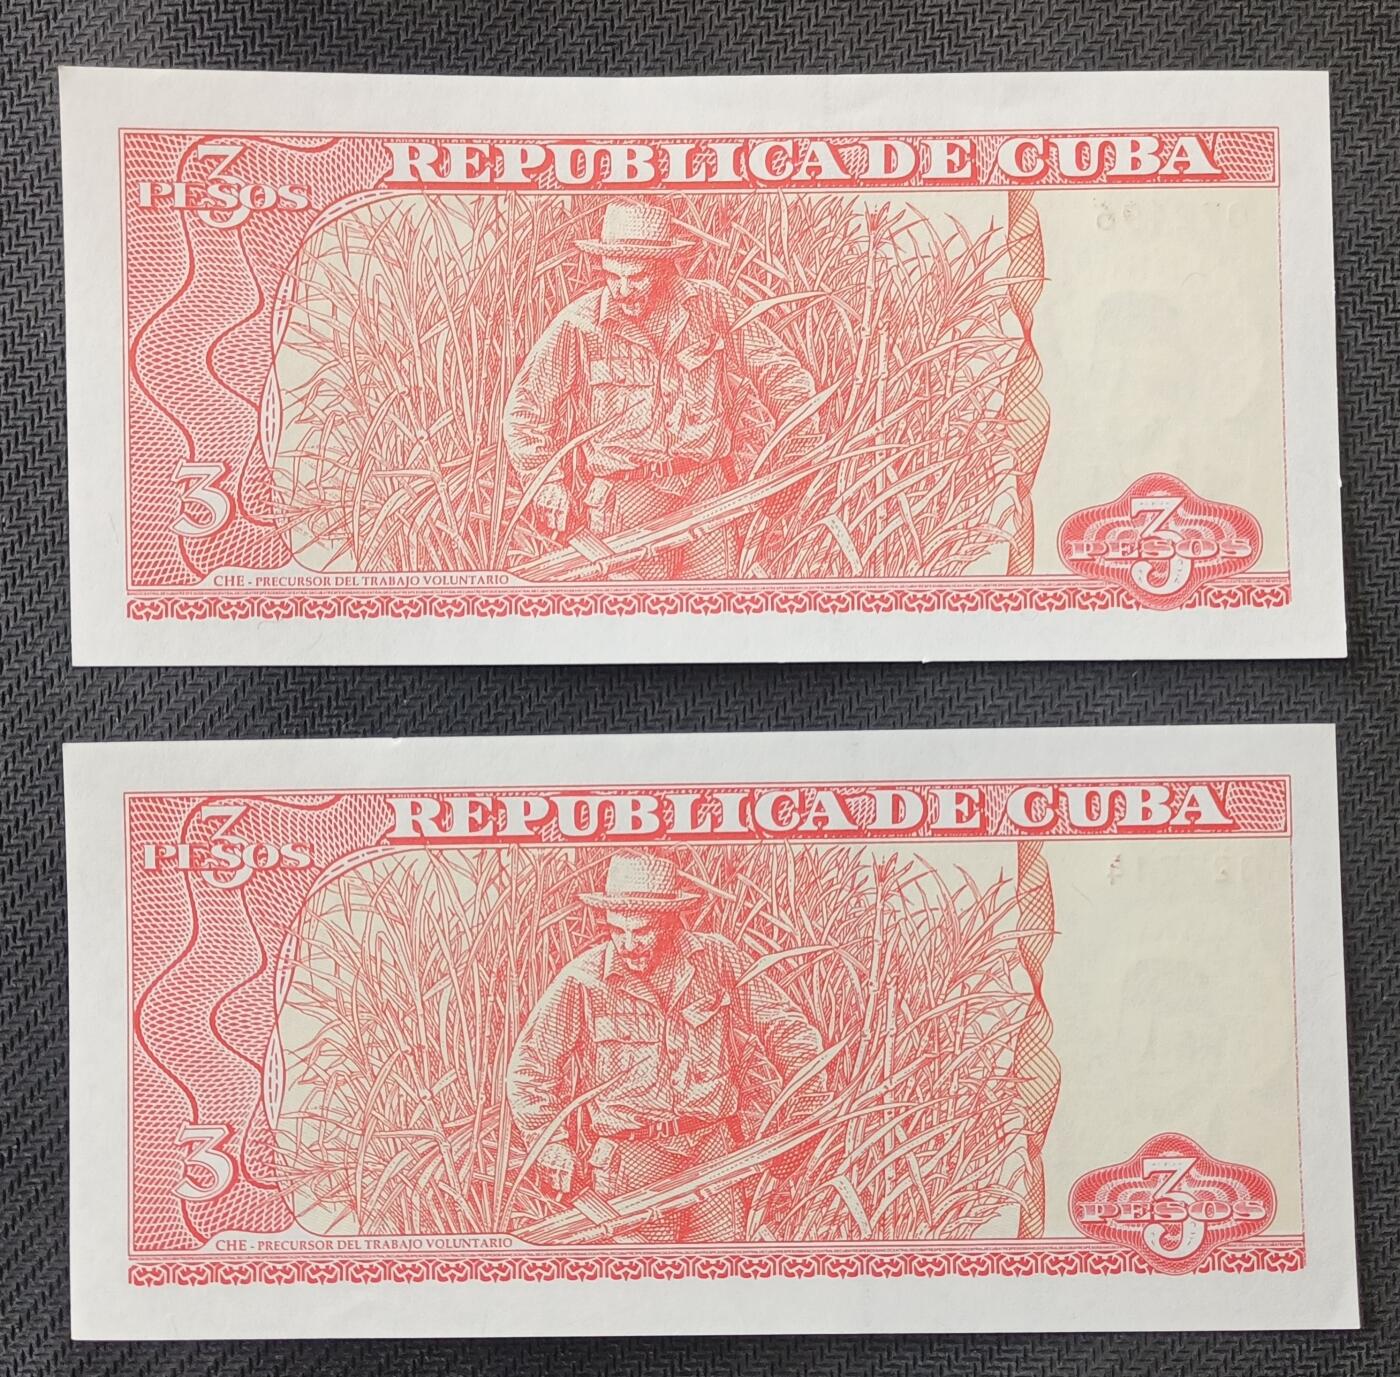 REPUBLICA DE CUBA
3
PESOS
3
3
PESOS
CHE - PRECURSOR DEL TRABAJO VOLUNTARIO
REPUBLICA DE CUBA
3
PESOS
3
3
PESOS
CHE - PRECURSOR DEL TRABAJO VOLUNTARIO